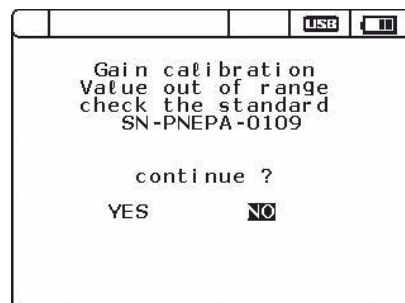 USB
Gain calibration
Value out of range
check the standard
SN-PNEPA-0109
continue ?
YES NO